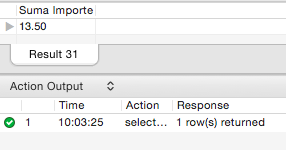 Suma Importe
13.50
Result 31
Action Output
Time Action Response
1 10:03:25 select... 1 row(s) returned